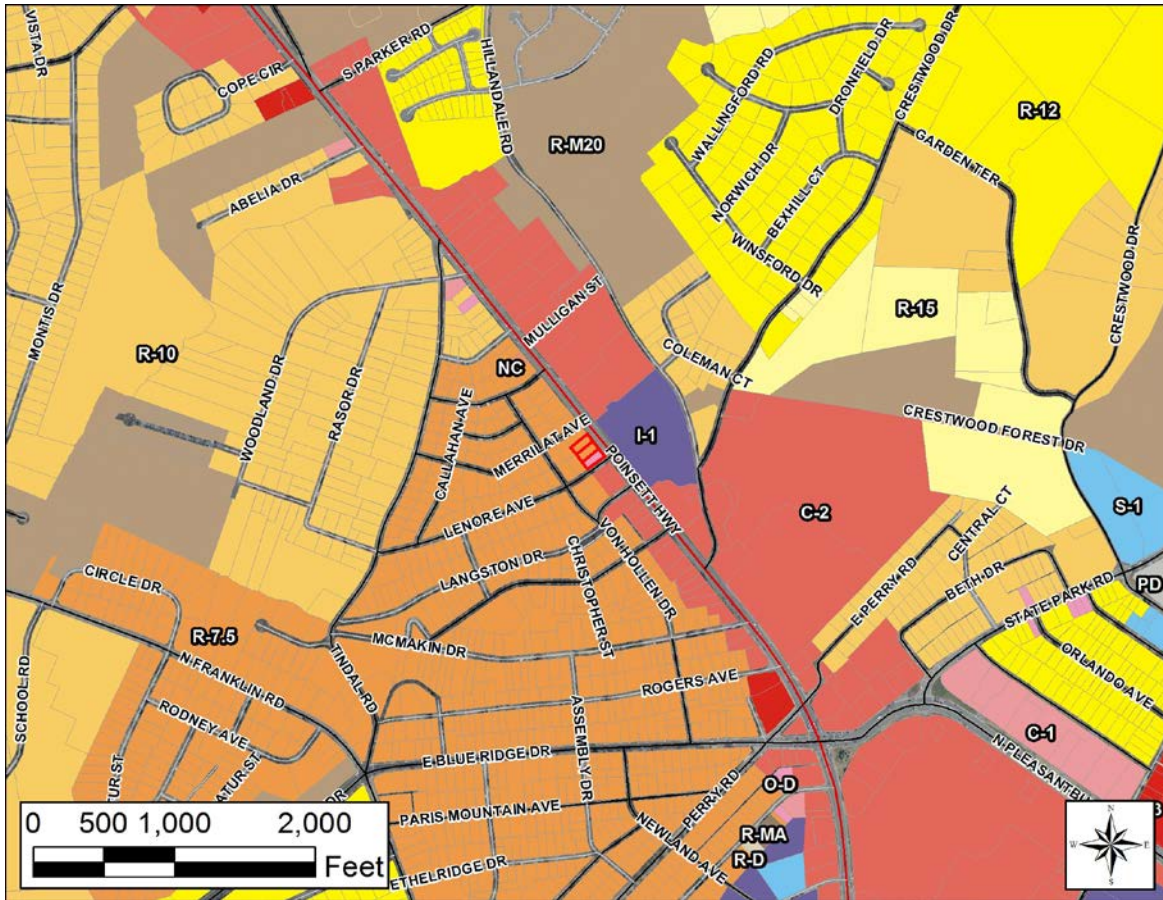 VISTA DR
COPE CIR
S PARKER RD
HILLANDALE RD
WALLINGFORD RD
DRONFIELD DR
CRESTWOOD DR
R-12
R-M20
GARDEN TER
NORWICH DR
BEXHILL CT
ABELIA DR
WINSFORD DR
CRESTWOOD DR
MONTIS DR
MULLIGAN ST
R-15
R-10
WOODLAND DR
RASOR DR
NC
COLEMAN CT
CALLAHAN AVE
MERRILAT AVE
I-1
CRESTWOOD FOREST DR
POINSETT HWY
C-2
CENTRAL CT
S-1
LENORE AVE
VON HOLLEN DR
LANGSTON DR
CHRISTOPHER ST
E PERRY RD
BETH DR
STATE PARK RD
PD
CIRCLE DR
R-7.5
MCMAKIN DR
ORLANDO AVE
SCHOOL RD
N FRANKLIN RD
TINDAL RD
ROGERS AVE
RODNEY AVE
ASSEMBLY DR
C-1
E BLUE RIDGE DR
N PLEASANTBU
ATUR ST
O-D
PERRY RD
PARIS MOUNTAIN AVE
NEWLAND AVE
R-MA
R-D
ETHELRIDGE DR
0 500 1,000 2,000
Feet
N
W E
S